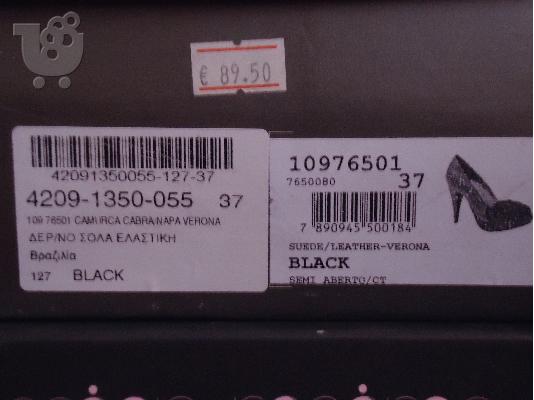 € 89.50
42091350055-127-37
4209-1350-055 37
109 76501 CAMURCA CABRA/NAPA VERONA
ΔΕΡ/ΝΟ ΣΟΛΑ ΕΛΑΣΤΙΚΗ
Βραζιλία
127 BLACK
10976501
7650080 37
7 890945 500184
SUEDE/LEATHER-VERONA
BLACK
SEMI ABERTO/CT